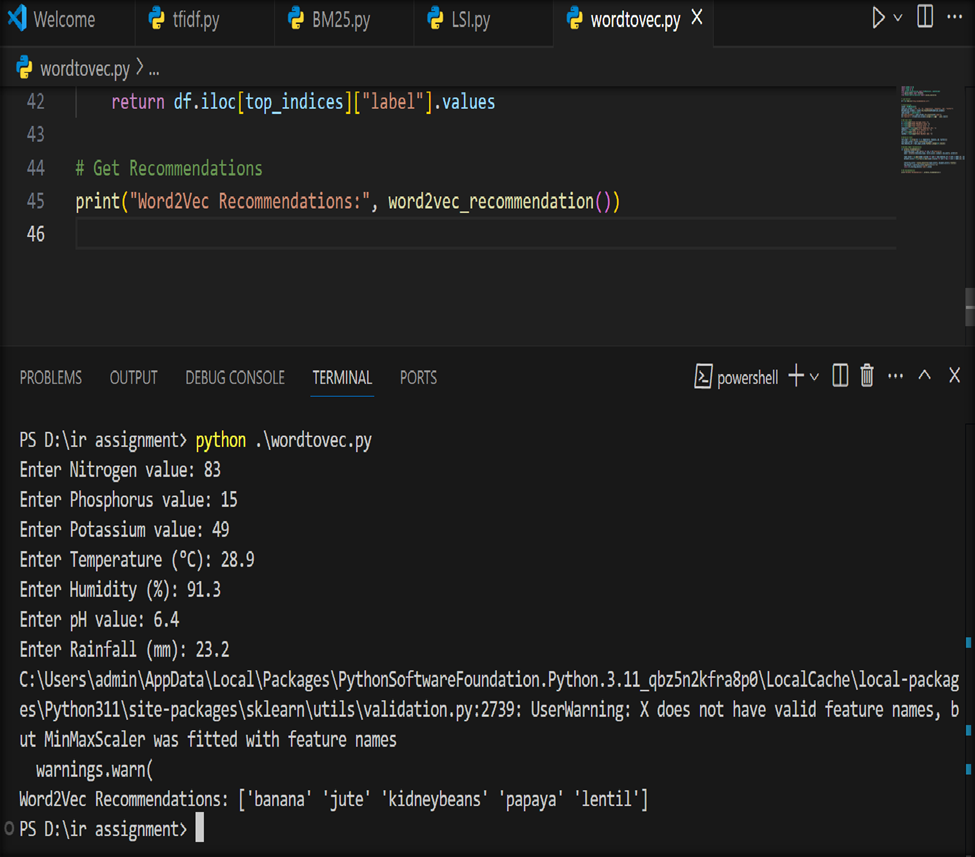 Welcome tfidf.py BM25.py LSI.py wordtovec.py X
wordtovec.py > ...
42 return df.iloc[top_indices]["label"].values
43
44 # Get Recommendations
45 print("Word2Vec Recommendations:", word2vec_recommendation())
46
PROBLEMS OUTPUT DEBUG CONSOLE TERMINAL PORTS powershell
PS D:\ir assignment> python .\wordtovec.py
Enter Nitrogen value: 83
Enter Phosphorus value: 15
Enter Potassium value: 49
Enter Temperature (°C): 28.9
Enter Humidity (%): 91.3
Enter pH value: 6.4
Enter Rainfall (mm): 23.2
C:\Users\admin\AppData\Local\Packages\PythonSoftwareFoundation.Python.3.11_qbz5n2kfra8p0\LocalCache\local-packag
es\Python311\site-packages\sklearn\utils\validation.py:2739: UserWarning: X does not have valid feature names, b
ut MinMaxScaler was fitted with feature names
  warnings.warn(
Word2Vec Recommendations: ['banana' 'jute' 'kidneybeans' 'papaya' 'lentil']
PS D:\ir assignment>